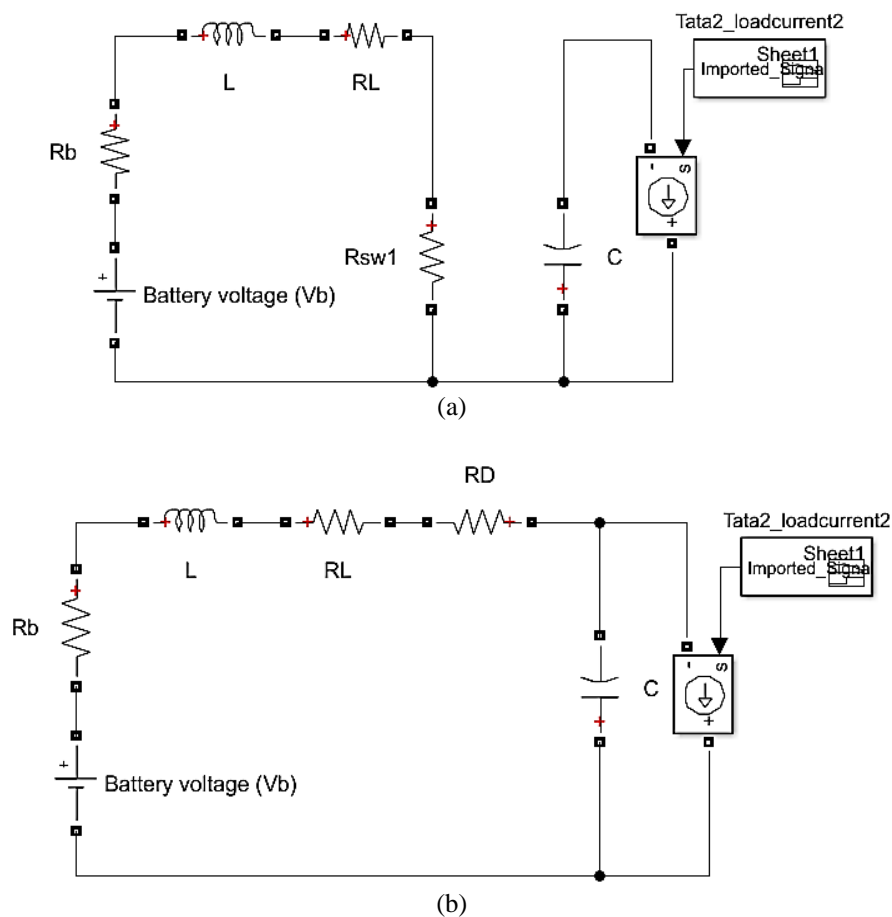 Tata2_loadcurrent2
Sheet1
Imported_Signa
L
RL
Rb
- s
+
Rsw1
C
+
Battery voltage (Vb)
(a)
RD
Tata2_loadcurrent2
Sheet1
Imported_Signa
L
RL
Rb
- s
+
C
+
Battery voltage (Vb)
(b)